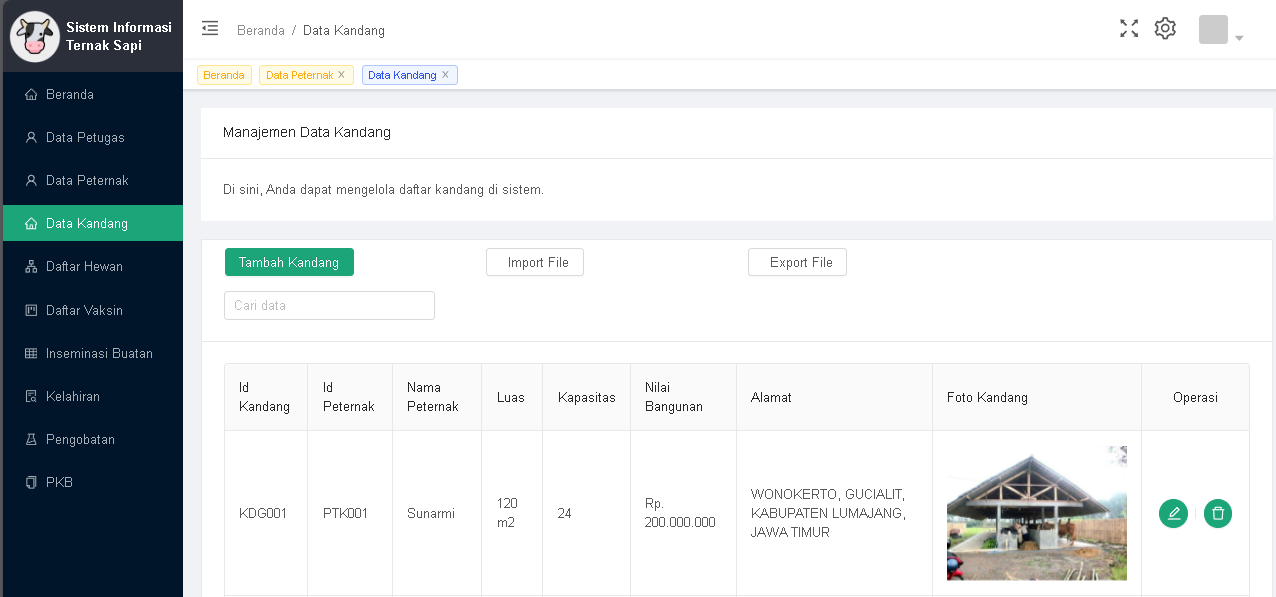 Sistem Informasi
Ternak Sapi
Beranda / Data Kandang
Beranda
Data Peternak X
Data Kandang X
Beranda
Data Petugas
Data Peternak
Data Kandang
Daftar Hewan
Daftar Vaksin
Inseminasi Buatan
Kelahiran
Pengobatan
PKB
Manajemen Data Kandang
Di sini, Anda dapat mengelola daftar kandang di sistem.
Tambah Kandang
Import File
Export File
Cari data
Id
Kandang
Id
Peternak
Nama
Peternak
Luas
Kapasitas
Nilai
Bangunan
Alamat
Foto Kandang
Operasi
KDG001
PTK001
Sunarmi
120
m2
24
Rp.
200.000.000
WONOKERTO, GUCIALIT,
KABUPATEN LUMAJANG,
JAWA TIMUR